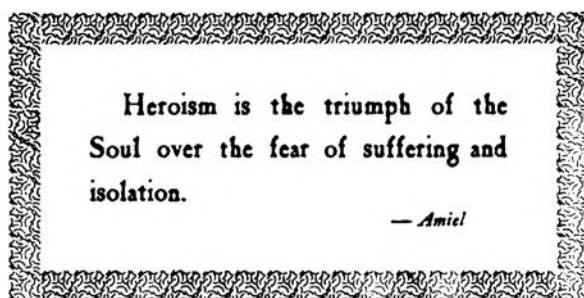 Heroism is the triumph of the
Soul over the fear of suffering and
isolation.
— Amiel